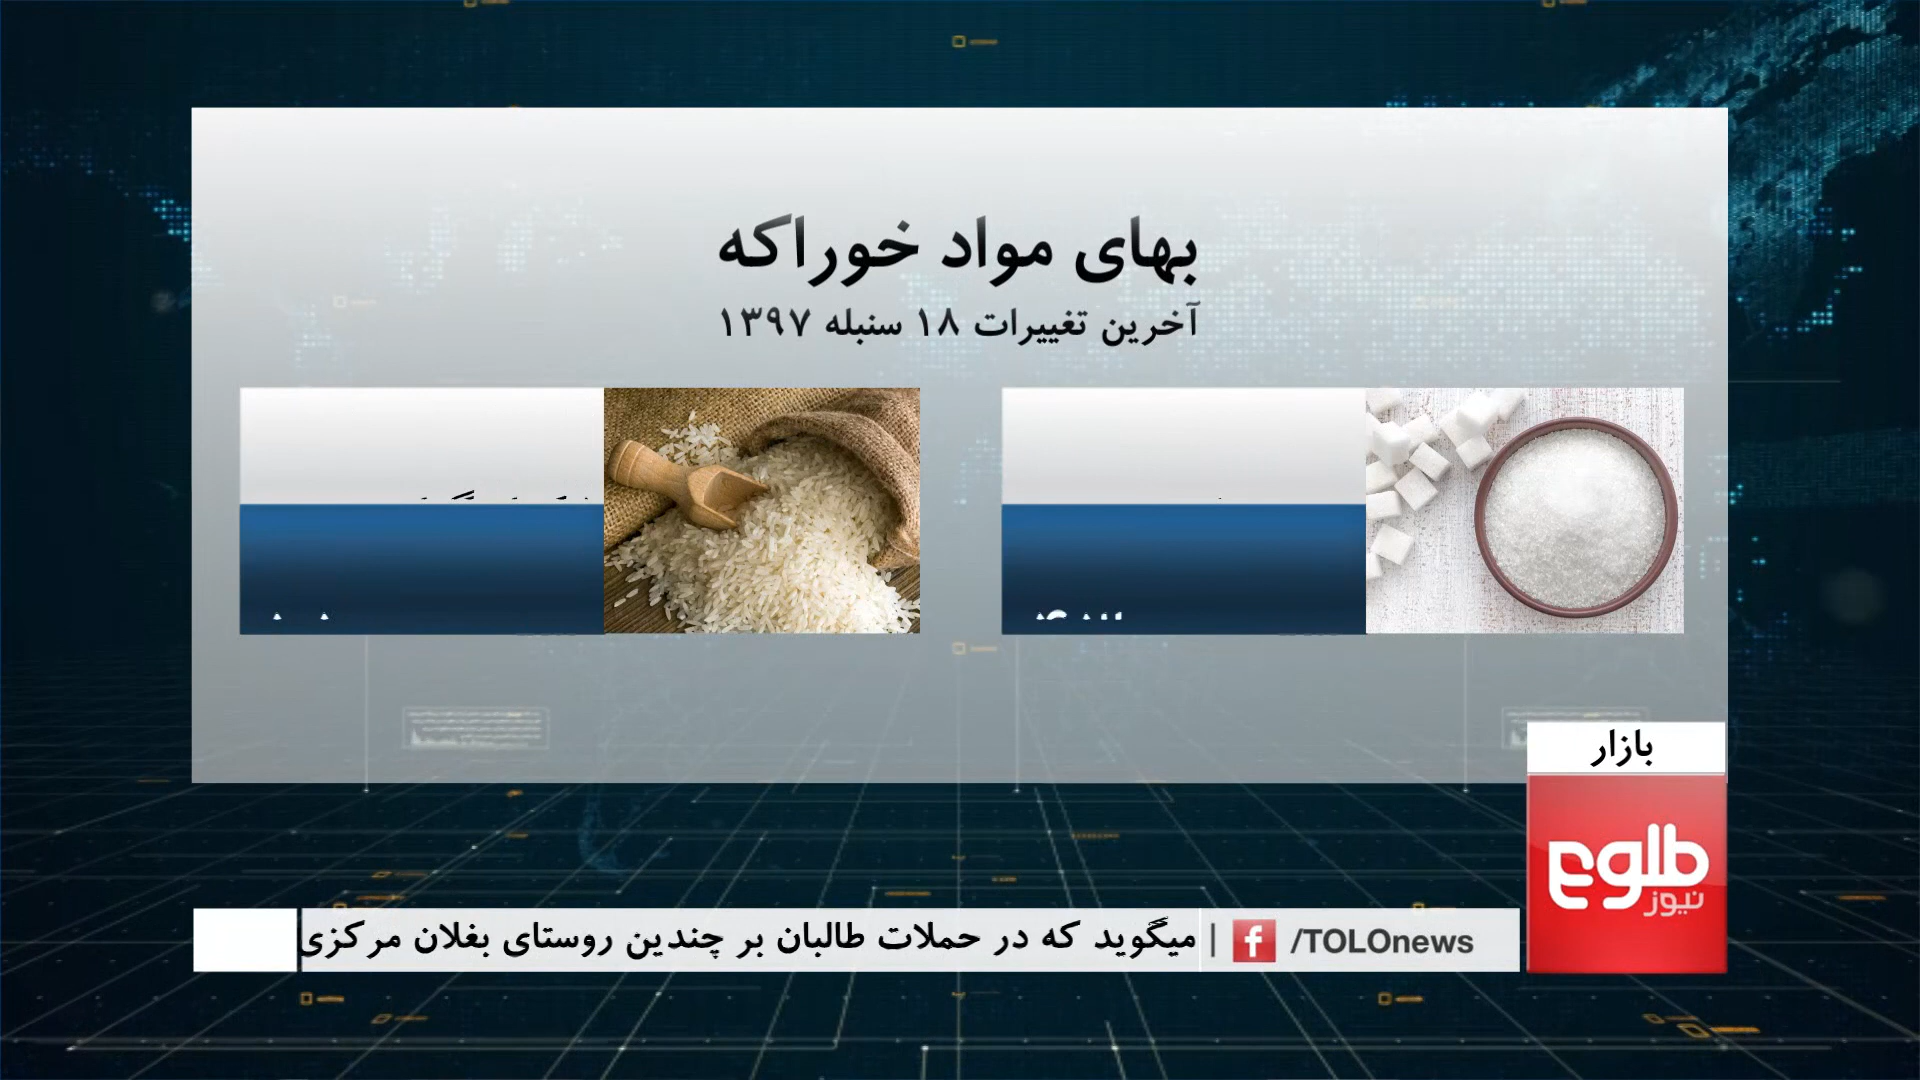 بهای مواد خوراکه
آخرین تغییرات ۱۸ سنبله ۱۳۹۷
بازار
طلوع
نیوز
میگوید که در حملات طالبان بر چندین روستای بغلان مرکزی
| f /TOLOnews